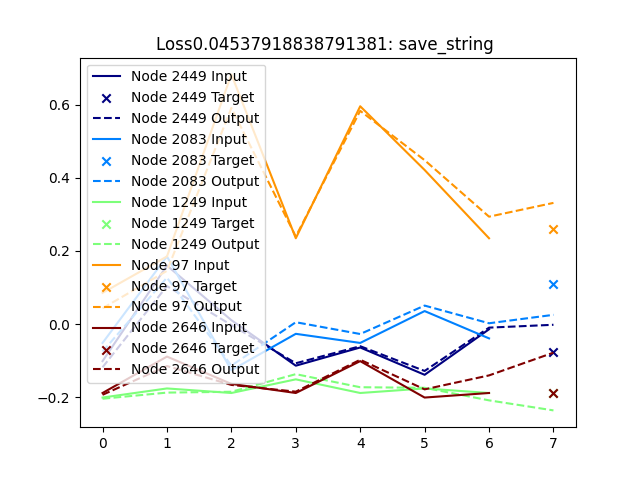 Loss0.04537918838791381: save_string
Node 2449 Input
Node 2449 Target
Node 2449 Output
Node 2083 Input
Node 2083 Target
Node 2083 Output
Node 1249 Input
Node 1249 Target
Node 1249 Output
Node 97 Input
Node 97 Target
Node 97 Output
Node 2646 Input
Node 2646 Target
Node 2646 Output
0.6
0.4
0.2
0.0
−0.2
0 1 2 3 4 5 6 7